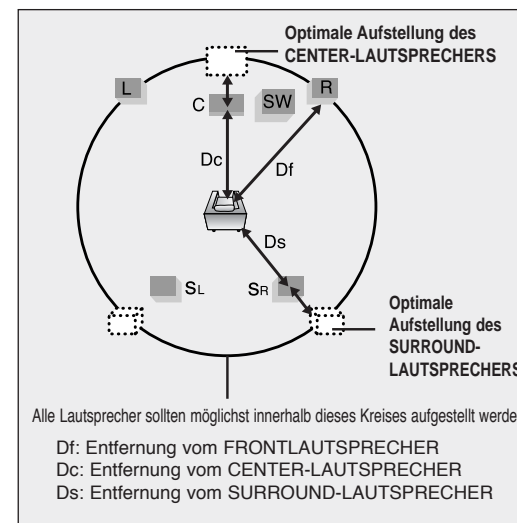 Optimale Aufstellung des
CENTER-LAUTSPRECHERS
L
R
C
SW
Dc
Df
Ds
SL
SR
Optimale
Aufstellung des
SURROUND-
LAUTSPRECHERS
Alle Lautsprecher sollten möglichst innerhalb dieses Kreises aufgestellt werde
Df: Entfernung vom FRONTLAUTSPRECHER
Dc: Entfernung vom CENTER-LAUTSPRECHER
Ds: Entfernung vom SURROUND-LAUTSPRECHER